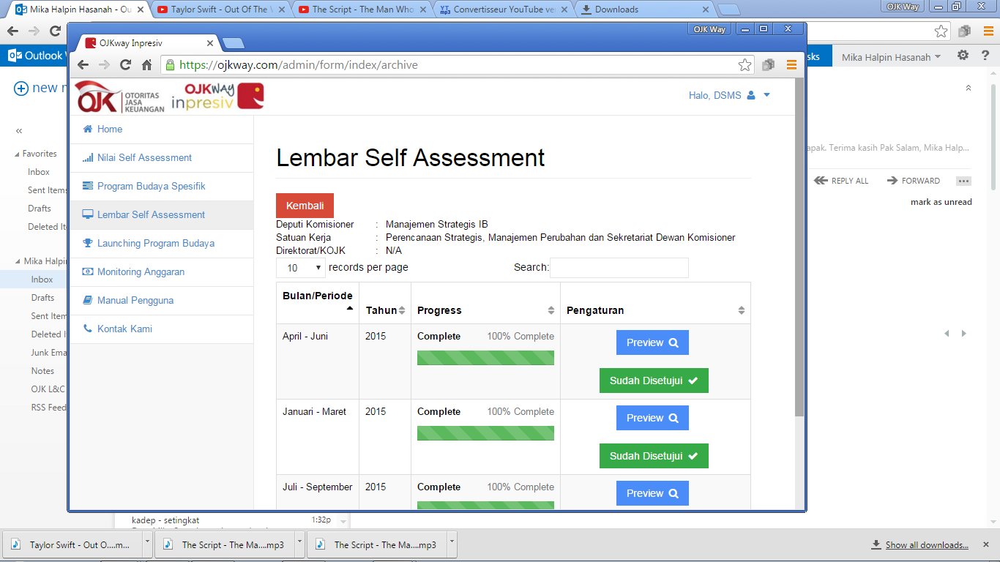 Mika Halpin Hasanah - Ou
Taylor Swift - Out Of The
The Script - The Man Who
Convertisseur YouTube ve
Downloads
OJK Way
OJK Way
OJKway Inpresiv
https://ojkway.com/admin/form/index/archive
Outlook
Mika Halpin Hasanah
?
new
«
Favorites
Inbox
Sent Items
Drafts
Deleted Ite
Mika Halpin
Inbox
Drafts
Sent Item
Deleted I
Junk Ema
Notes
OJK L&C
RSS Feed
OJK OTORITAS JASA KEUANGAN
OJKWAY inpresiv
Halo, DSMS
Home
Nilai Self Assessment
Program Budaya Spesifik
Lembar Self Assessment
Launching Program Budaya
Monitoring Anggaran
Manual Pengguna
Kontak Kami
Lembar Self Assessment
Kembali
Deputi Komisioner : Manajemen Strategis IB
Satuan Kerja : Perencanaan Strategis, Manajemen Perubahan dan Sekretariat Dewan Komisioner
Direktorat/KOJK : N/A
10 records per page Search:
Bulan/Periode Tahun Progress Pengaturan
April - Juni 2015 Complete 100% Complete Preview
Sudah Disetujui
Januari - Maret 2015 Complete 100% Complete Preview
Sudah Disetujui
Juli - September 2015 Complete 100% Complete Preview
apak. Terima kasih Pak Salam, Mika Halp...
REPLY ALL FORWARD
mark as unread
kadep - setingkat 1:32p
Taylor Swift - Out O....m...
The Script - The Ma....mp3
The Script - The Ma....mp3
Show all downloads...